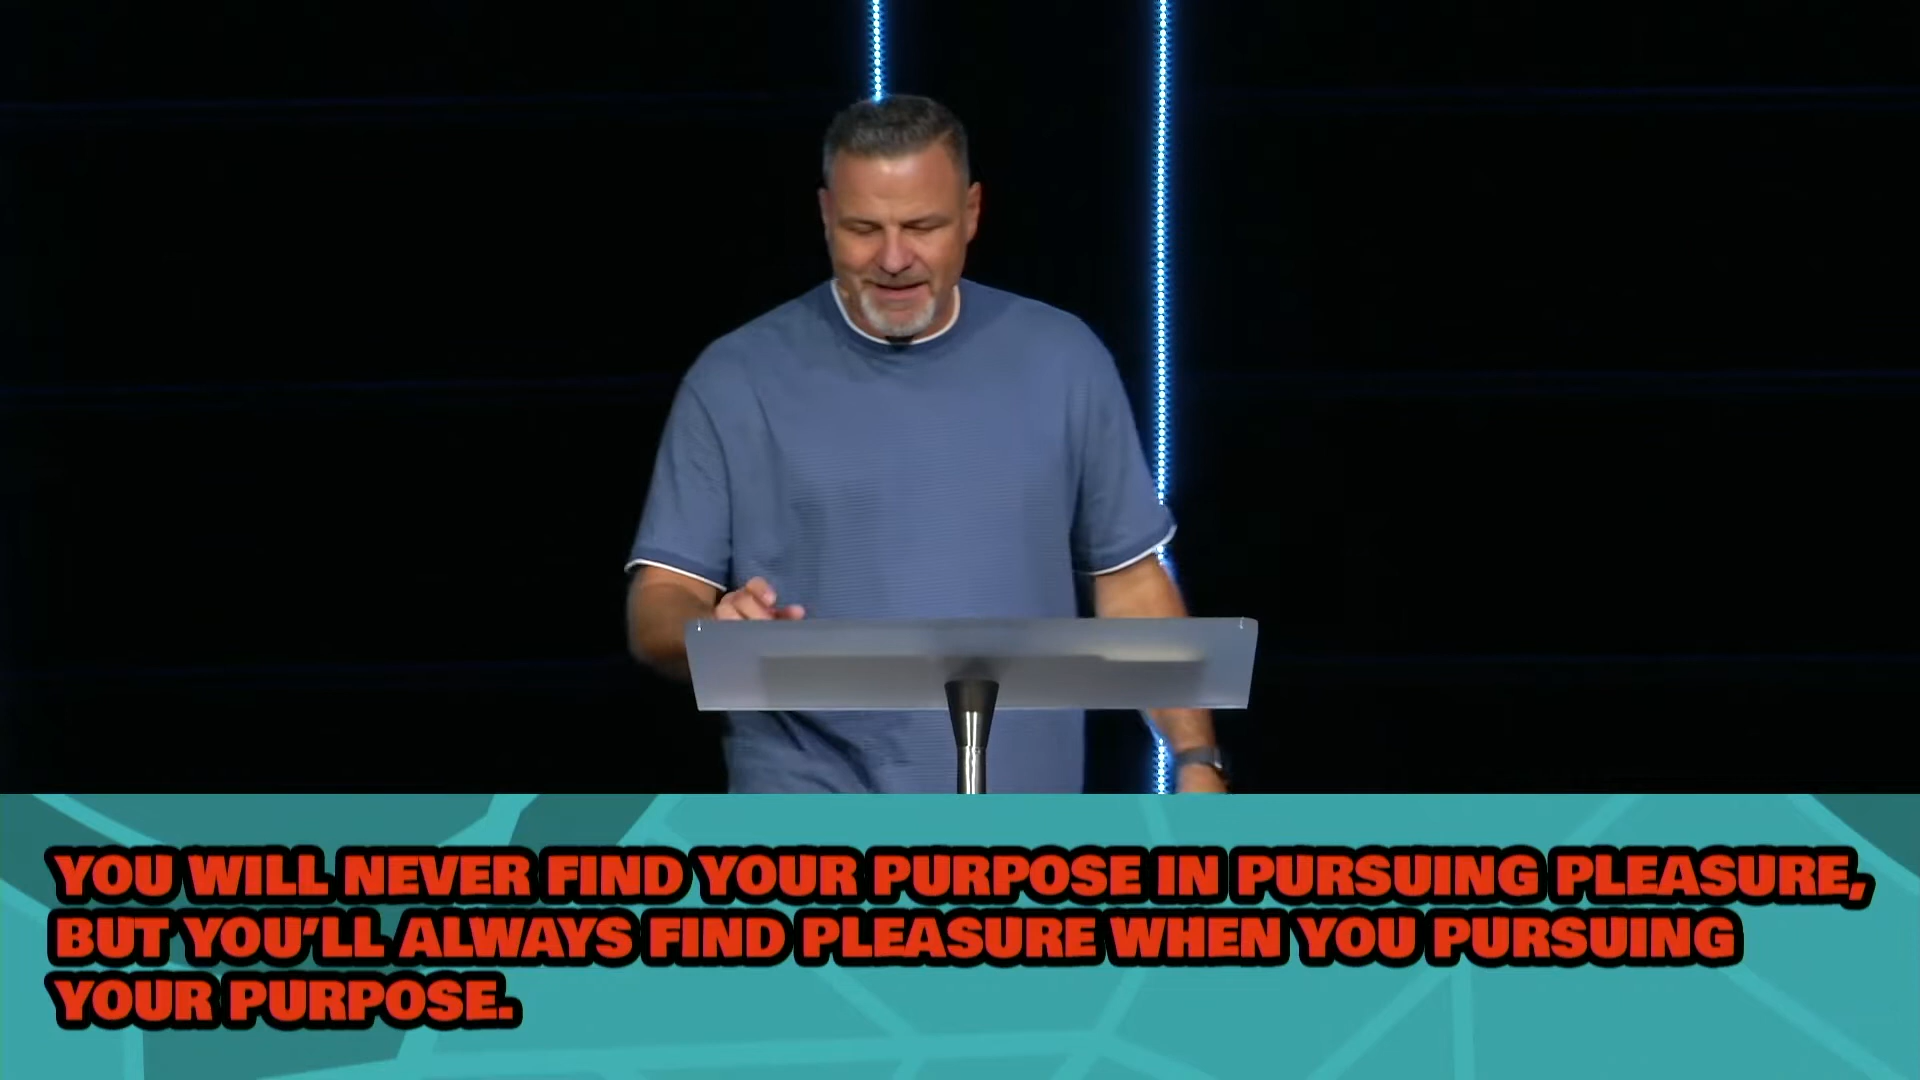 YOU WILL NEVER FIND YOUR PURPOSE IN PURSUING PLEASURE,
BUT YOU'LL ALWAYS FIND PLEASURE WHEN YOU PURSUING
YOUR PURPOSE.